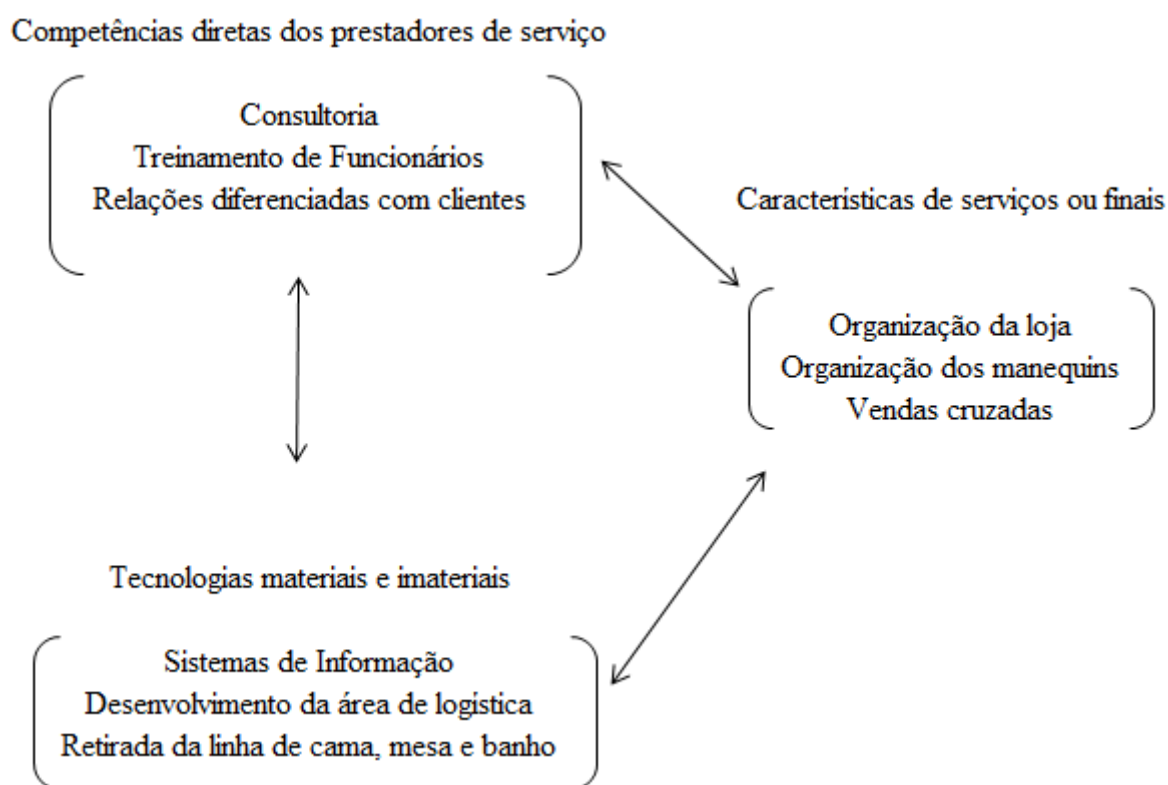 Competências diretas dos prestadores de serviço
Consultoria
Treinamento de Funcionários
Relações diferenciadas com clientes
Características de serviços ou finais
Organização da loja
Organização dos manequins
Vendas cruzadas
Tecnologias materiais e imateriais
Sistemas de Informação
Desenvolvimento da área de logística
Retirada da linha de cama, mesa e banho